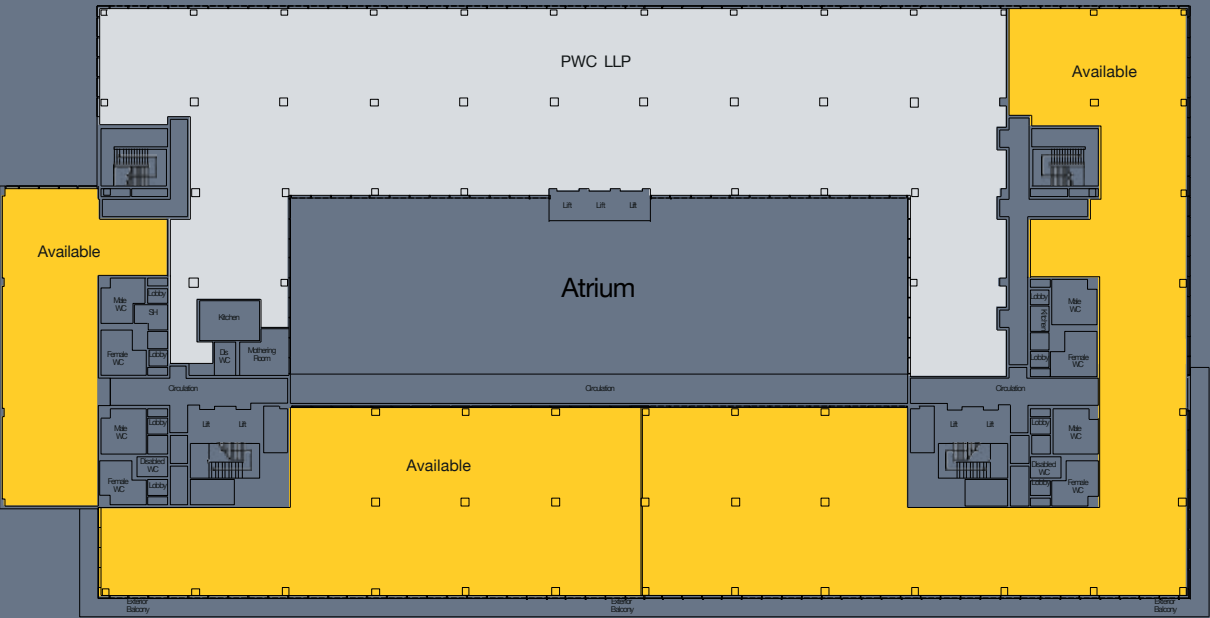 PWC LLP
Available
Lift Lift Lift
Available
Atrium
Lobby
Male
WC
SH
Kitchen
Dis
WC
Mothering
Room
Female
WC
Lobby
Lobby
Male
WC
Kitchen
Lobby
Female
WC
Circulation
Circulation
Circulation
Male
WC
Lobby
Lift Lift
Disabled
WC
Female
WC
Lobby
Available
Lift Lift
Lobby
Male
WC
Disabled
WC
Lobby
Female
WC
Exterior
Balcony
Exterior
Balcony
Exterior
Balcony